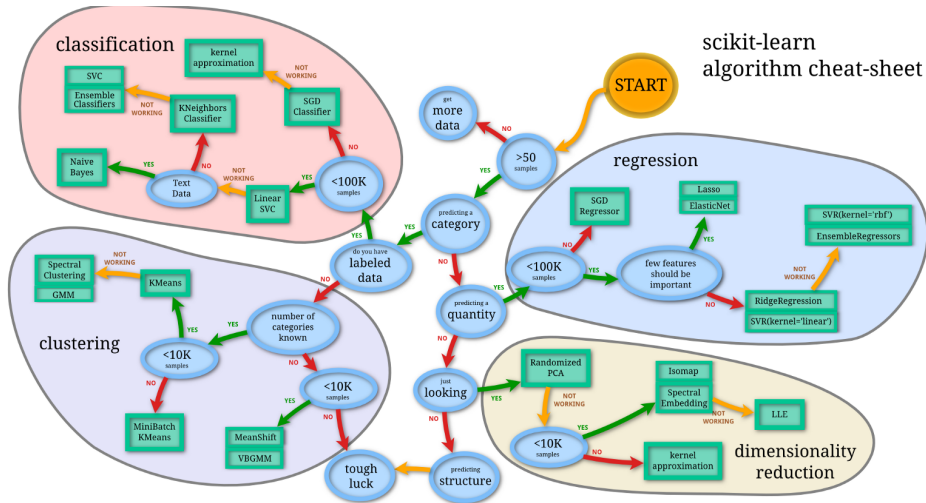 scikit-learn
algorithm cheat-sheet
START
get
more
data
NO
>50
samples
YES
predicting a
category
YES
NO
do you have
labeled
data
YES
NO
predicting a
quantity
YES
NO
just
looking
YES
NO
predicting
structure
tough
luck
classification
kernel
approximation
NOT
WORKING
SGD
Classifier
NO
<100K
samples
YES
Linear
SVC
NOT
WORKING
Text
Data
YES
Naive
Bayes
NO
KNeighbors
Classifier
NOT
WORKING
SVC
Ensemble
Classifiers
clustering
number of
categories
known
YES
NO
<10K
samples
YES
KMeans
NOT
WORKING
Spectral
Clustering
GMM
NO
MiniBatch
KMeans
<10K
samples
YES
MeanShift
VBGMM
NO
regression
<100K
samples
NO
SGD
Regressor
YES
few features
should be
important
YES
Lasso
ElasticNet
NO
RidgeRegression
SVR(kernel='linear')
NOT
WORKING
SVR(kernel='rbf')
EnsembleRegressors
dimensionality
reduction
Randomized
PCA
NOT
WORKING
<10K
samples
YES
Isomap
Spectral
Embedding
NOT
WORKING
LLE
NO
kernel
approximation